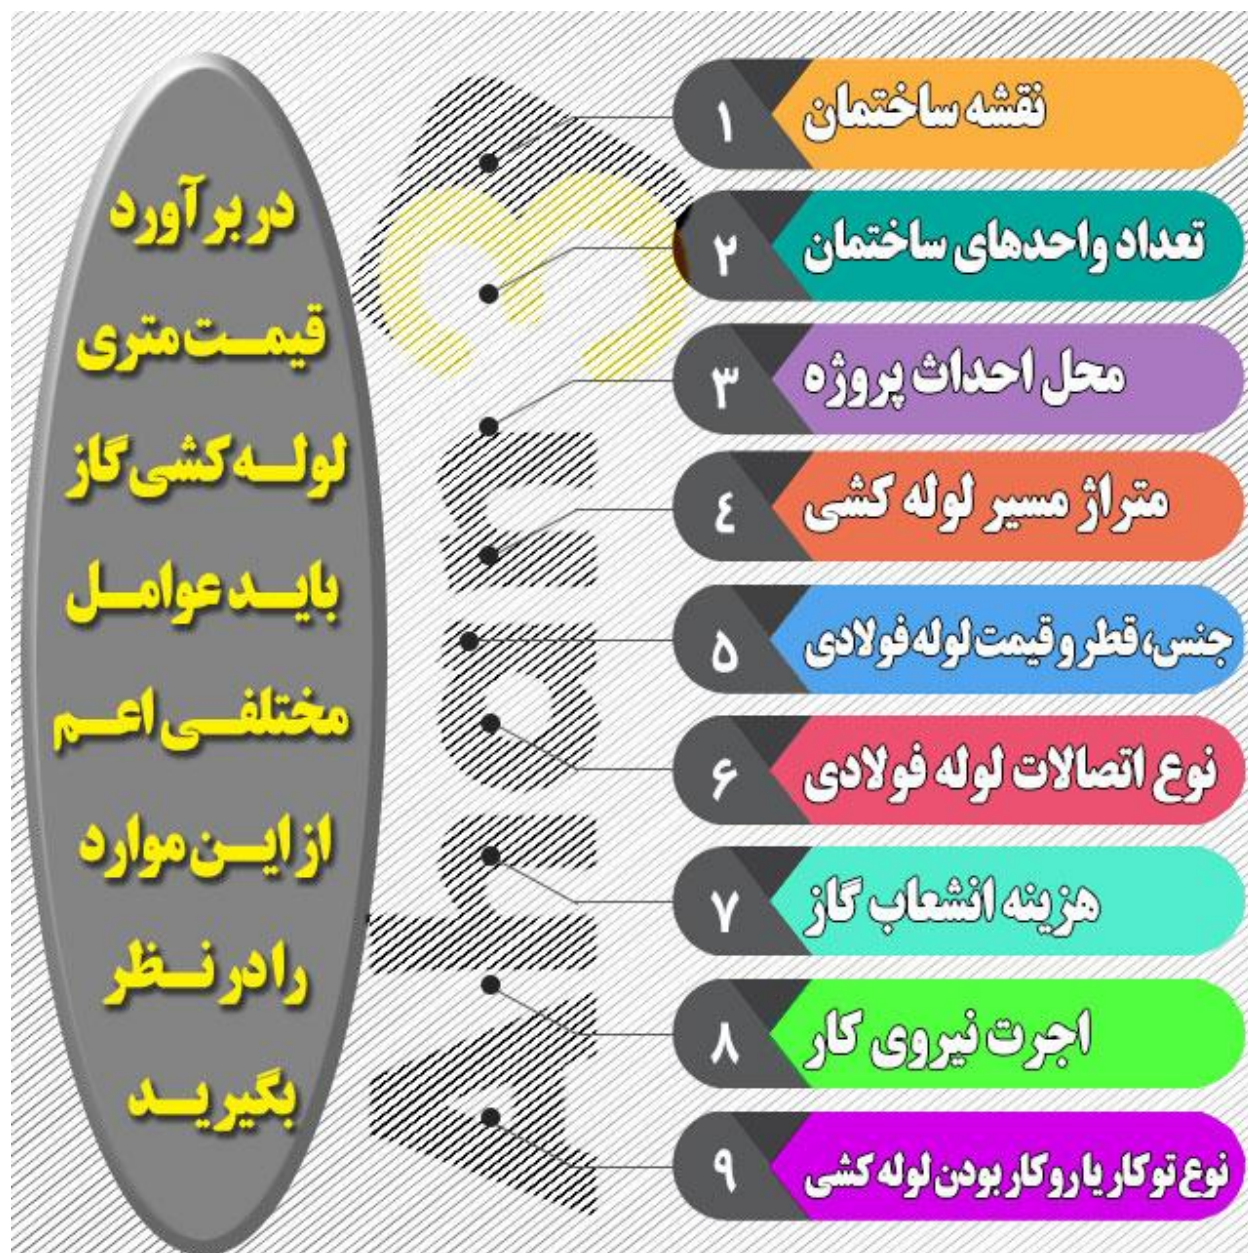 در برآورد
قیمت متری
لوله کشی گاز
باید عوامل
مختلفی اعم
از این موارد
را در نظر
بگیرید
۱ نقشه ساختمان
۲ تعداد واحدهای ساختمان
۳ محل احداث پروژه
٤ متراژ مسیر لوله کشی
۵ جنس، قطر و قیمت لوله فولادی
۶ نوع اتصالات لوله فولادی
۷ هزینه انشعاب گاز
۸ اجرت نیروی کار
۹ نوع توکار یا روکار بودن لوله کشی
Ahan3